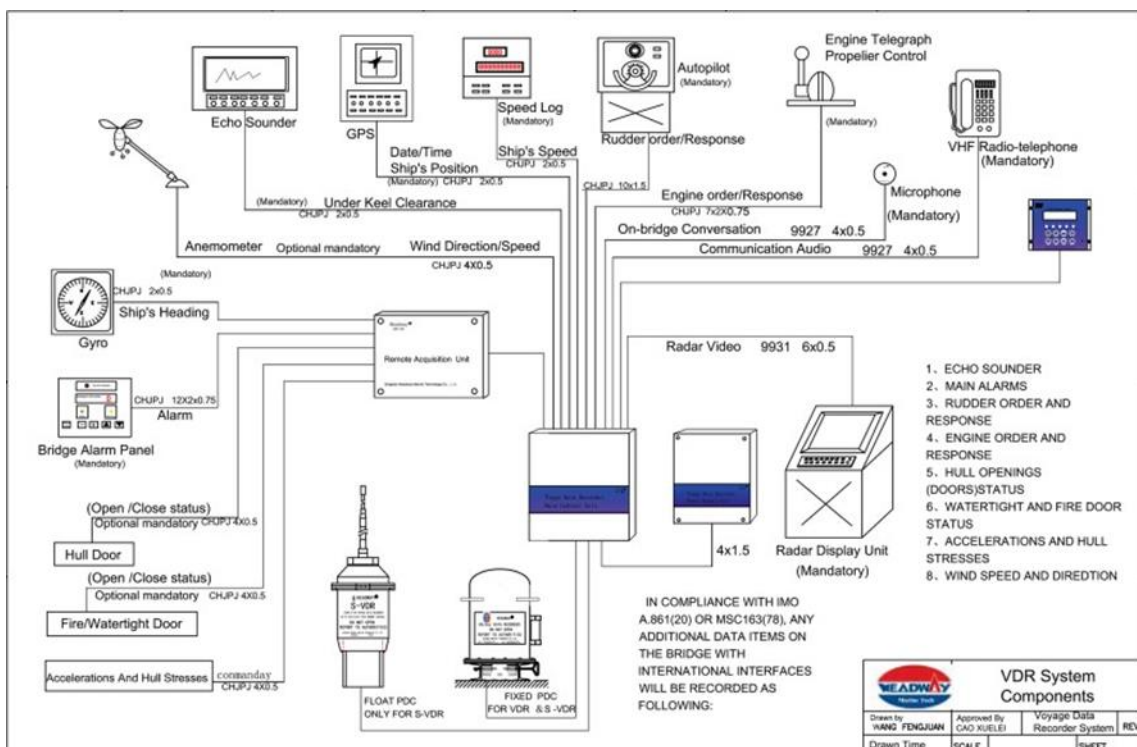 Echo Sounder
GPS
Speed Log
(Mandatory)
Autopilot
(Mandatory)
Rudder order/Response
Engine Telegraph
Propelier Control
(Mandatory)
VHF Radio-telephone
(Mandatory)
Date/Time
Ship's Position
(Mandatory) CHJPJ 2x0.5
Ship's Speed
CHJPJ 2x0.5
CHJPJ 10x1.5
Engine order/Response
CHJPJ 7x2X0.75
Microphone
(Mandatory)
(Mandatory) Under Keel Clearance
CHJPJ 2x0.5
On-bridge Conversation 9927 4x0.5
Communication Audio 9927 4x0.5
Anemometer Optional mandatory Wind Direction/Speed
CHJPJ 4X0.5
(Mandatory)
CHJPJ 2x0.5
Ship's Heading
Gyro
Remote Acquisition Unit
Radar Video 9931 6x0.5
CHJPJ 12X2x0.75
Alarm
Bridge Alarm Panel
(Mandatory)
(Open /Close status)
Optional mandatory CHJPJ 4X0.5
Hull Door
(Open /Close status)
Optional mandatory CHJPJ 4X0.5
Fire/Watertight Door
Accelerations And Hull Stresses conmanday
CHJPJ 4X0.5
S-VDR
FLOAT PDC
ONLY FOR S-VDR
FIXED PDC
FOR VDR & S -VDR
4x1.5
Radar Display Unit
(Mandatory)
1、ECHO SOUNDER
2、MAIN ALARMS
3、RUDDER ORDER AND
RESPONSE
4、ENGINE ORDER AND
RESPONSE
5、HULL OPENINGS
(DOORS)STATUS
6、WATERTIGHT AND FIRE DOOR
STATUS
7、ACCELERATIONS AND HULL
STRESSES
8、WIND SPEED AND DIREDTION
IN COMPLIANCE WITH IMO
A.861(20) OR MSC163(78), ANY
ADDITIONAL DATA ITEMS ON
THE BRIDGE WITH
INTERNATIONAL INTERFACES
WILL BE RECORDED AS
FOLLOWING:
HEADWAY
VDR System
Components
Drawn by
WANG FENGJUAN
Approved By
CAO XUELEI
Voyage Data
Recorder System
REV
Drawn Time
SCALE
SHEET